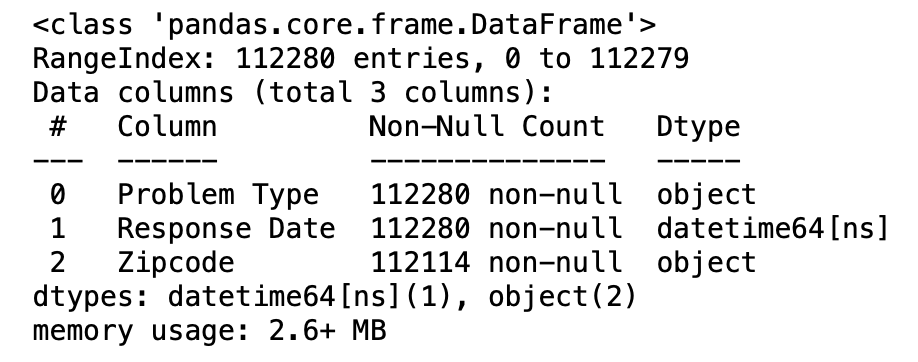 <class 'pandas.core.frame.DataFrame'>
RangeIndex: 112280 entries, 0 to 112279
Data columns (total 3 columns):
 #   Column         Non-Null Count   Dtype
---  ------         --------------   -----
 0   Problem Type   112280 non-null  object
 1   Response Date  112280 non-null  datetime64[ns]
 2   Zipcode        112114 non-null  object
dtypes: datetime64[ns](1), object(2)
memory usage: 2.6+ MB